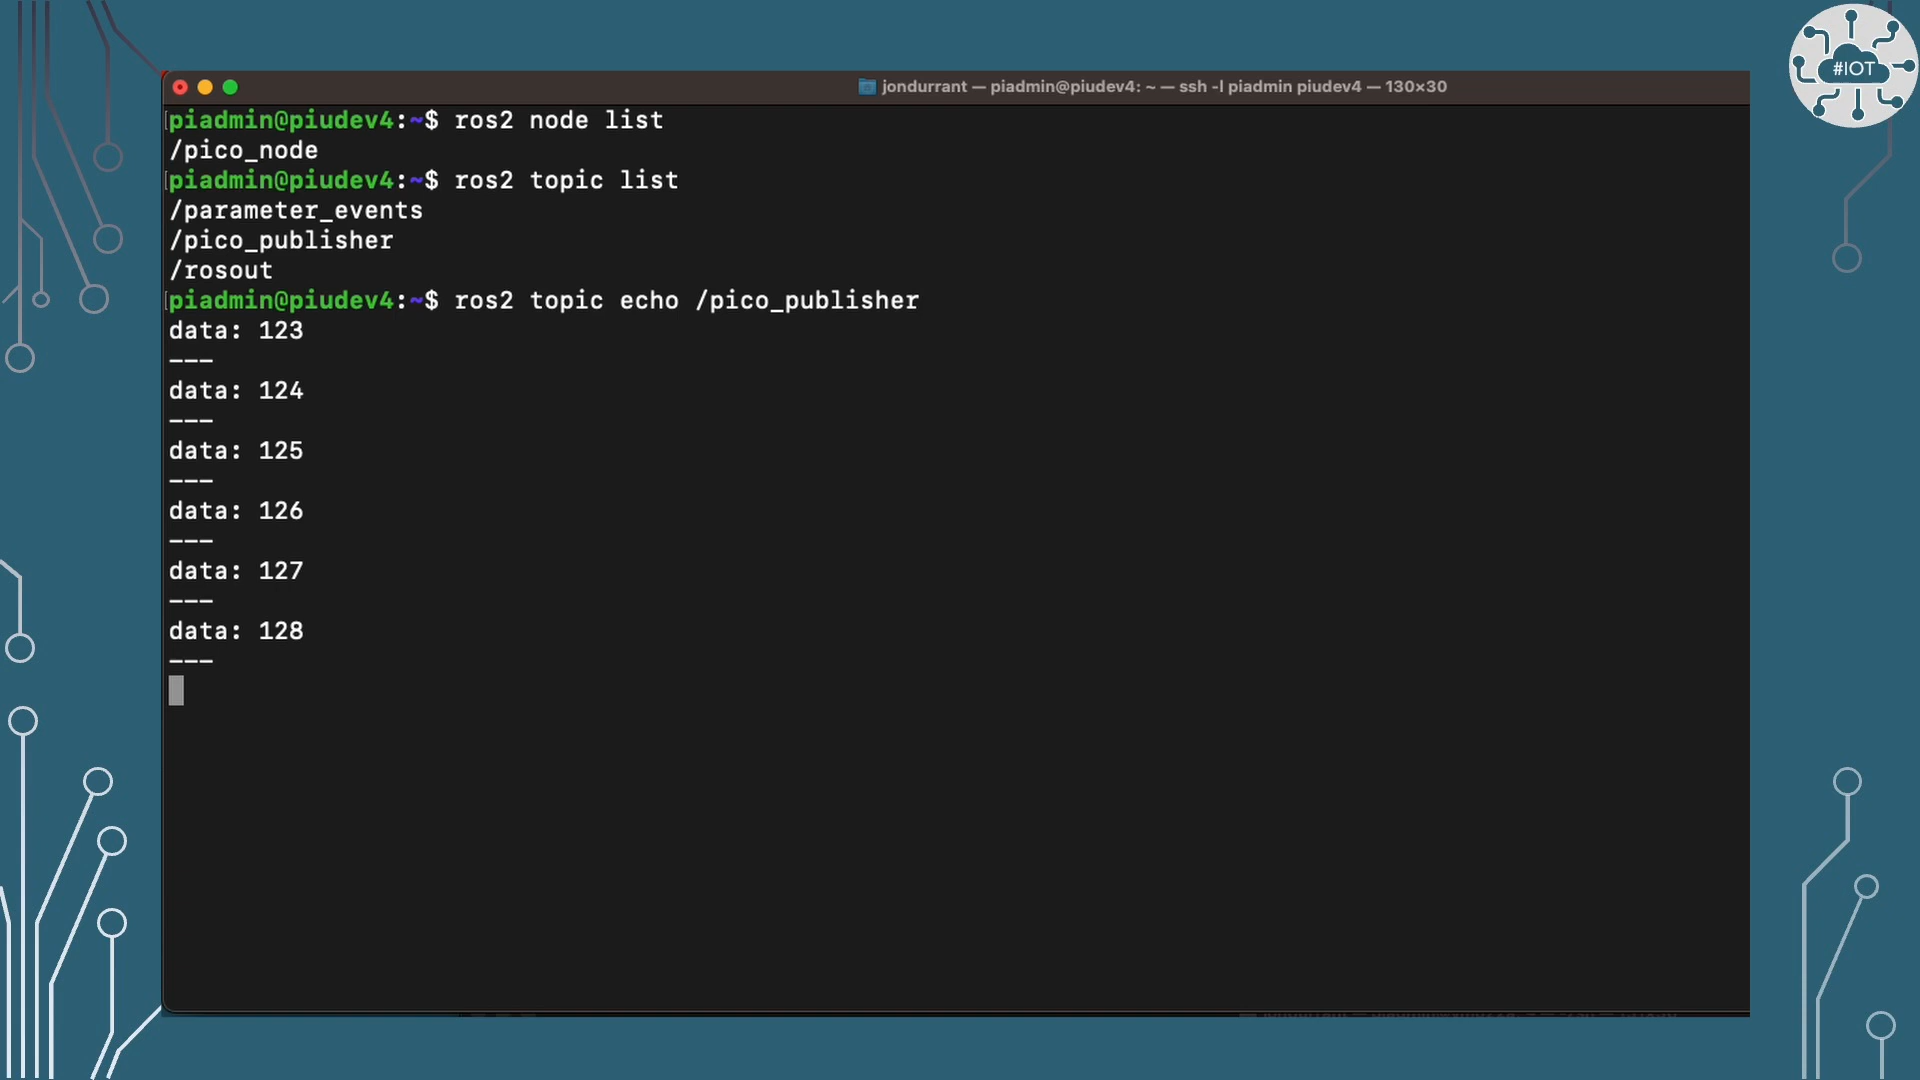 #IOT
jondurrant — piadmin@piudev4: ~ — ssh -l piadmin piudev4 — 130×30
piadmin@piudev4:~$ ros2 node list
/pico_node
piadmin@piudev4:~$ ros2 topic list
/parameter_events
/pico_publisher
/rosout
piadmin@piudev4:~$ ros2 topic echo /pico_publisher
data: 123
---
data: 124
---
data: 125
---
data: 126
---
data: 127
---
data: 128
---